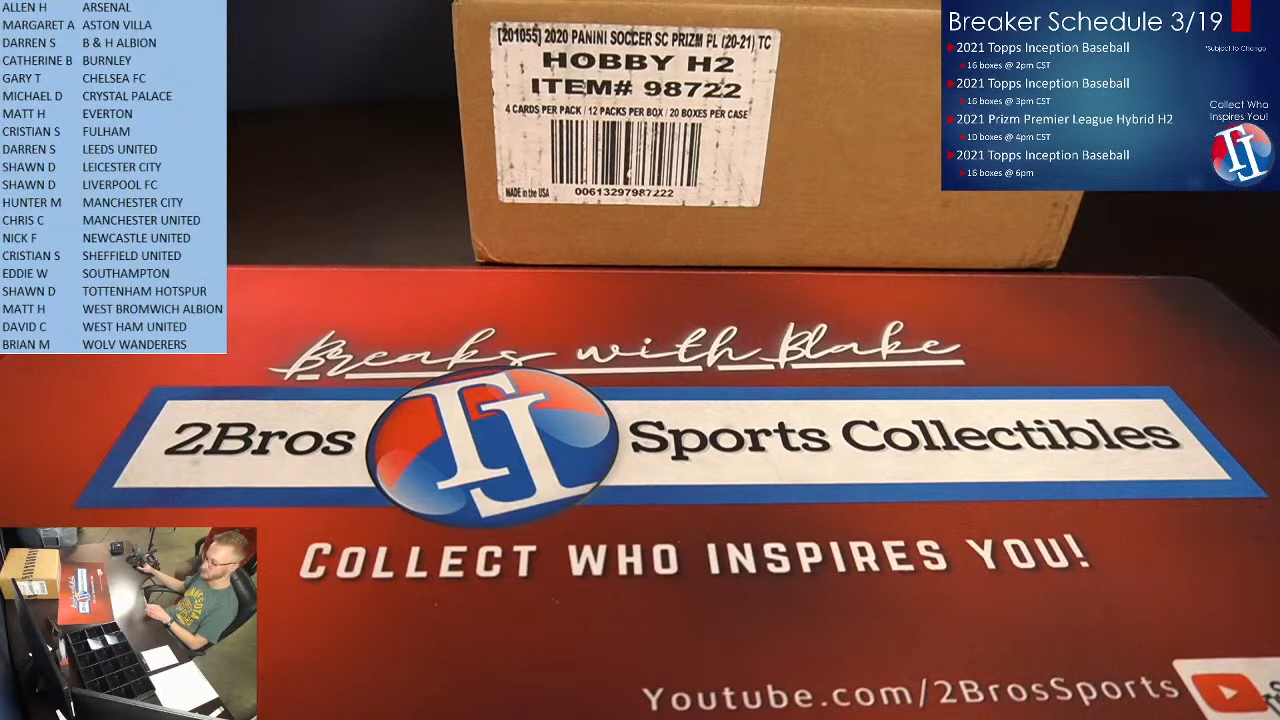 ALLEN H ARSENAL
MARGARET A ASTON VILLA
DARREN S B & H ALBION
CATHERINE B BURNLEY
GARY T CHELSEA FC
MICHAEL D CRYSTAL PALACE
MATT H EVERTON
CRISTIAN S FULHAM
DARREN S LEEDS UNITED
SHAWN D LEICESTER CITY
SHAWN D LIVERPOOL FC
HUNTER M MANCHESTER CITY
CHRIS C MANCHESTER UNITED
NICK F NEWCASTLE UNITED
CRISTIAN S SHEFFIELD UNITED
EDDIE W SOUTHAMPTON
SHAWN D TOTTENHAM HOTSPUR
MATT H WEST BROMWICH ALBION
DAVID C WEST HAM UNITED
BRIAN M WOLV WANDERERS
[201055] 2020 PANINI SOCCER SC PRIZM PL (20-21) TC
HOBBY H2
ITEM# 98722
4 CARDS PER PACK / 12 PACKS PER BOX / 20 BOXES PER CASE
MADE in the USA 00613297987222
Breaker Schedule 3/19
2021 Topps Inception Baseball
*Subject to Change
16 boxes @ 2pm CST
2021 Topps Inception Baseball
16 boxes @ 3pm CST
2021 Prizm Premier League Hybrid H2
10 boxes @ 4pm CST
2021 Topps Inception Baseball
16 boxes @ 6pm
Collect Who
Inspires You!
Breaks with Blake
2Bros Sports Collectibles
COLLECT WHO INSPIRES YOU!
Youtube.com/2BrosSports